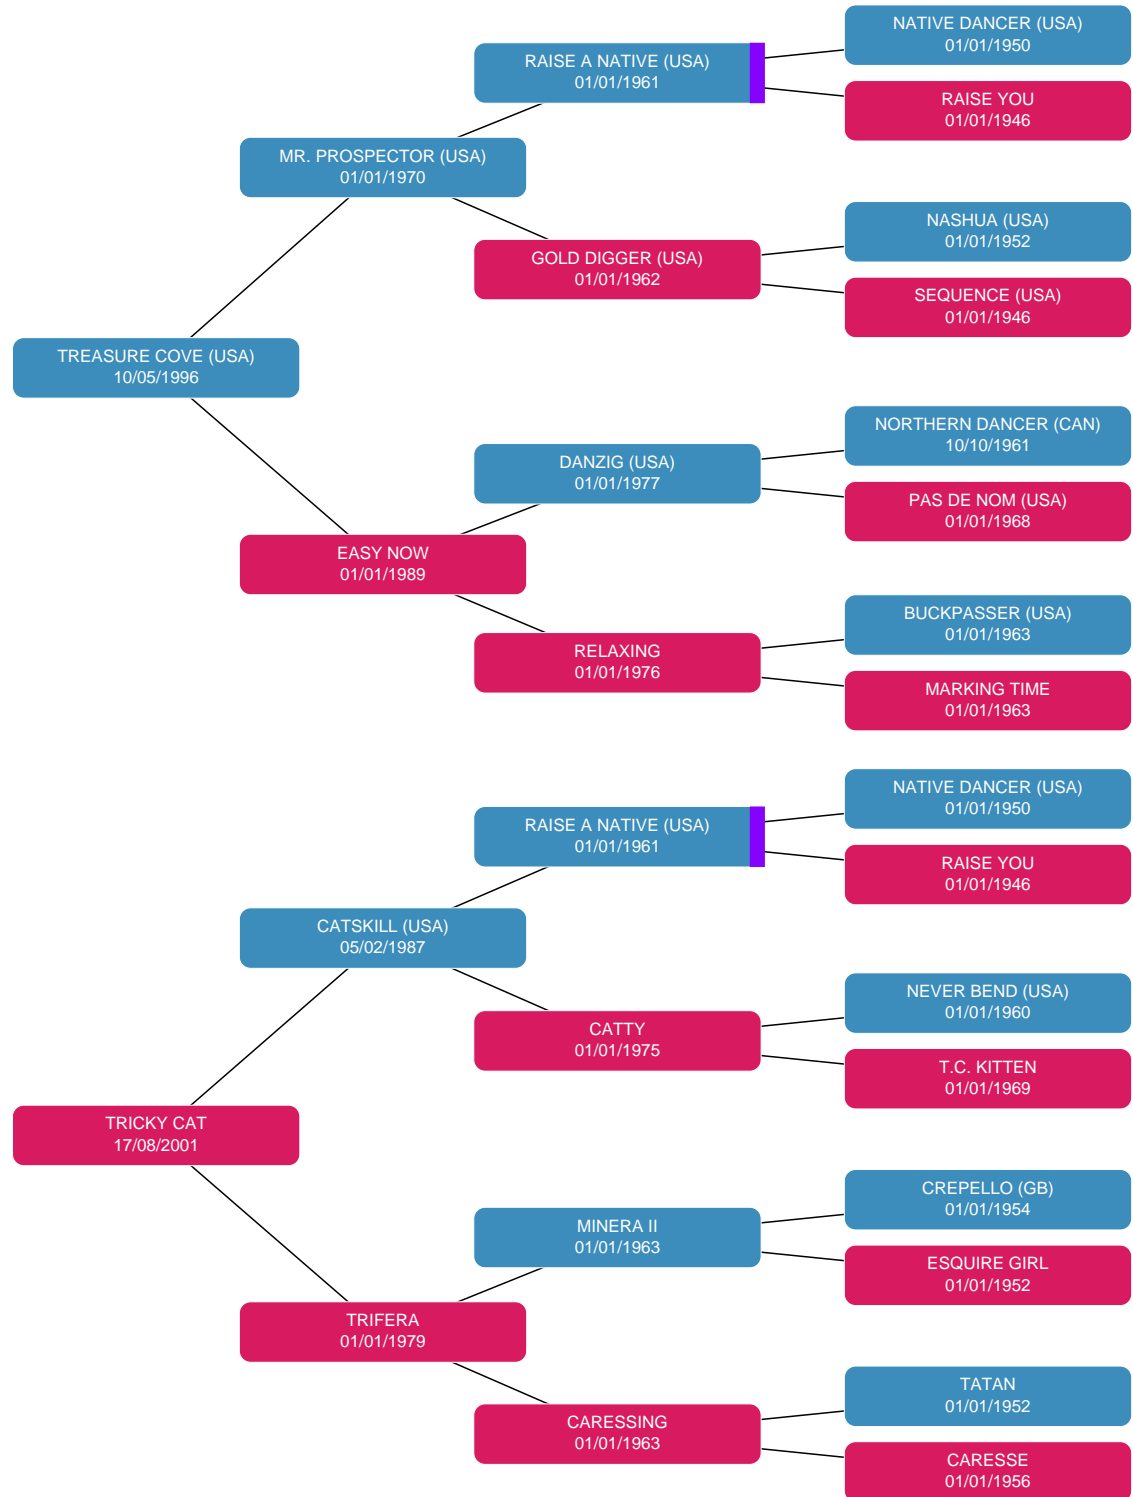 NATIVE DANCER (USA)
01/01/1950
RAISE A NATIVE (USA)
01/01/1961
RAISE YOU
01/01/1946
MR. PROSPECTOR (USA)
01/01/1970
NASHUA (USA)
01/01/1952
GOLD DIGGER (USA)
01/01/1962
SEQUENCE (USA)
01/01/1946
TREASURE COVE (USA)
10/05/1996
NORTHERN DANCER (CAN)
10/10/1961
DANZIG (USA)
01/01/1977
PAS DE NOM (USA)
01/01/1968
EASY NOW
01/01/1989
BUCKPASSER (USA)
01/01/1963
RELAXING
01/01/1976
MARKING TIME
01/01/1963
NATIVE DANCER (USA)
01/01/1950
RAISE A NATIVE (USA)
01/01/1961
RAISE YOU
01/01/1946
CATSKILL (USA)
05/02/1987
NEVER BEND (USA)
01/01/1960
CATTY
01/01/1975
T.C. KITTEN
01/01/1969
TRICKY CAT
17/08/2001
CREPELLO (GB)
01/01/1954
MINERA II
01/01/1963
ESQUIRE GIRL
01/01/1952
TRIFERA
01/01/1979
TATAN
01/01/1952
CARESSING
01/01/1963
CARESSE
01/01/1956